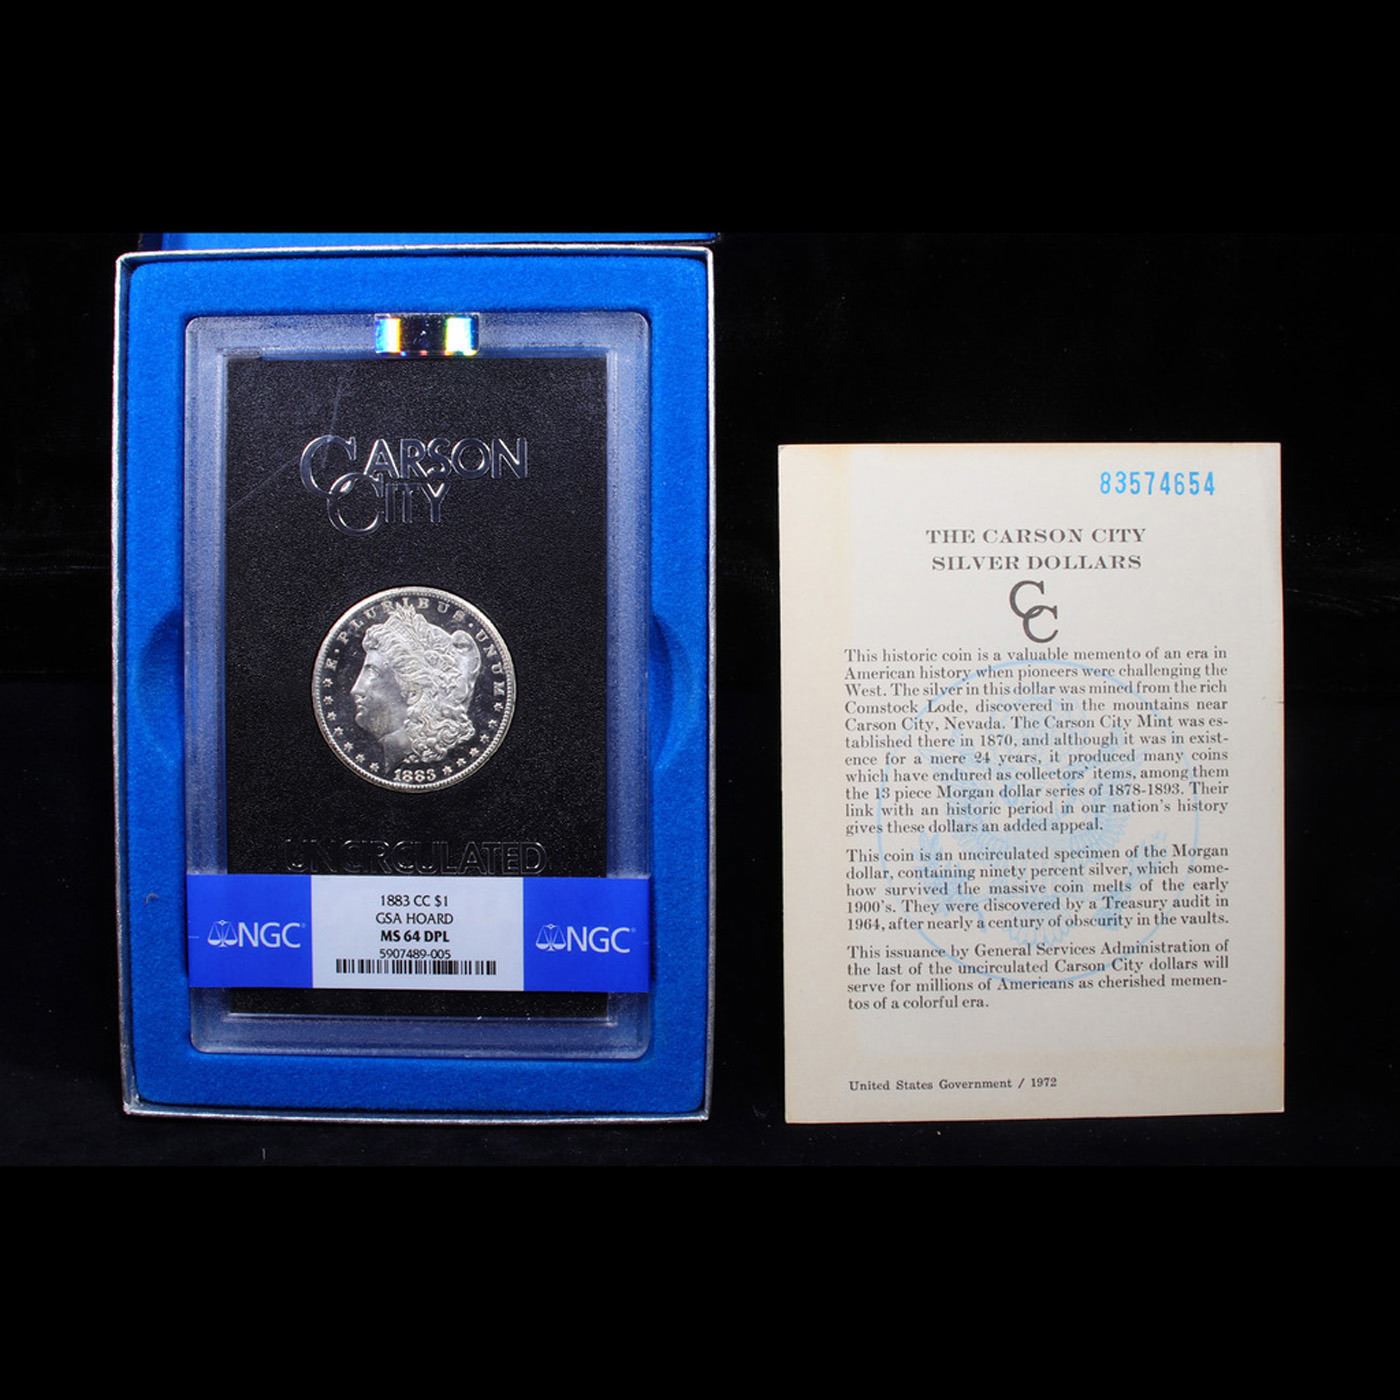 CARSON
CITY
E · PLURIBUS · UNUM
1883
UNCIRCULATED
NGC
1883 CC $1
GSA HOARD
MS 64 DPL
5907489-005
NGC
83574654
THE CARSON CITY
SILVER DOLLARS
CC
This historic coin is a valuable memento of an era in
American history when pioneers were challenging the
West. The silver in this dollar was mined from the rich
Comstock Lode, discovered in the mountains near
Carson City, Nevada. The Carson City Mint was es-
tablished there in 1870, and although it was in exist-
ence for a mere 24 years, it produced many coins
which have endured as collectors' items, among them
the 13 piece Morgan dollar series of 1878-1893. Their
link with an historic period in our nation's history
gives these dollars an added appeal.
This coin is an uncirculated specimen of the Morgan
dollar, containing ninety percent silver, which some-
how survived the massive coin melts of the early
1900's. They were discovered by a Treasury audit in
1964, after nearly a century of obscurity in the vaults.
This issuance by General Services Administration of
the last of the uncirculated Carson City dollars will
serve for millions of Americans as cherished memen-
tos of a colorful era.
United States Government / 1972